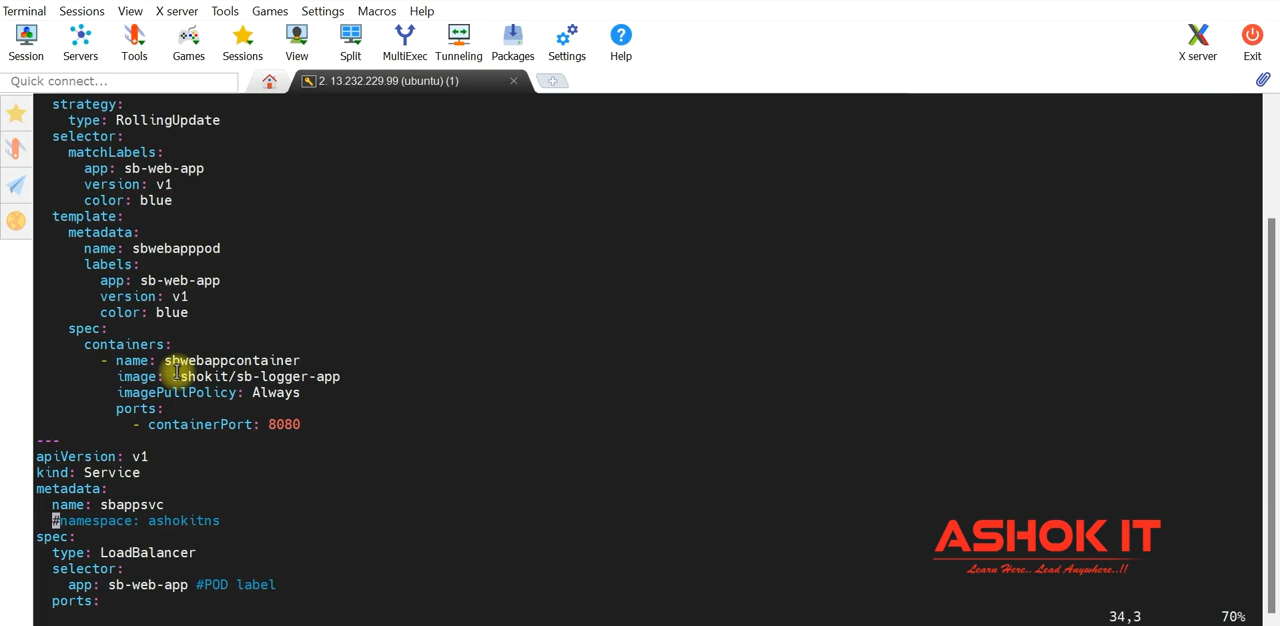 Terminal Sessions View X server Tools Games Settings Macros Help
Session Servers Tools Games Sessions View Split MultiExec Tunneling Packages Settings Help X server Exit
Quick connect... 2. 13.232.229.99 (ubuntu) (1)
strategy:
type: RollingUpdate
selector:
matchLabels:
app: sb-web-app
version: v1
color: blue
template:
metadata:
name: sbwebapppod
labels:
app: sb-web-app
version: v1
color: blue
spec:
containers:
- name: sbwebappcontainer
image: ashokit/sb-logger-app
imagePullPolicy: Always
ports:
- containerPort: 8080
---
apiVersion: v1
kind: Service
metadata:
name: sbappsvc
#namespace: ashokitns
spec:
type: LoadBalancer
selector:
app: sb-web-app #POD label
ports:
34,3 70%
ASHOK IT
Learn Here.. Lead Anywhere..!!